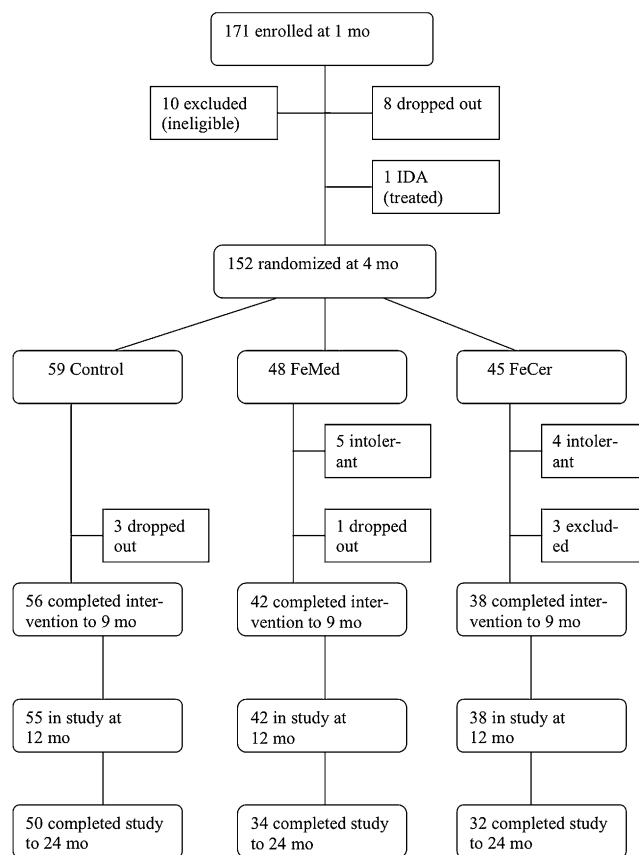 171 enrolled at 1 mo
10 excluded
(ineligible)
8 dropped out
1 IDA
(treated)
152 randomized at 4 mo
59 Control
48 FeMed
45 FeCer
5 intoler-
ant
4 intoler-
ant
3 dropped
out
1 dropped
out
3 exclud-
ed
56 completed inter-
vention to 9 mo
42 completed inter-
vention to 9 mo
38 completed inter-
vention to 9 mo
55 in study at
12 mo
42 in study at
12 mo
38 in study at
12 mo
50 completed study
to 24 mo
34 completed study
to 24 mo
32 completed study
to 24 mo